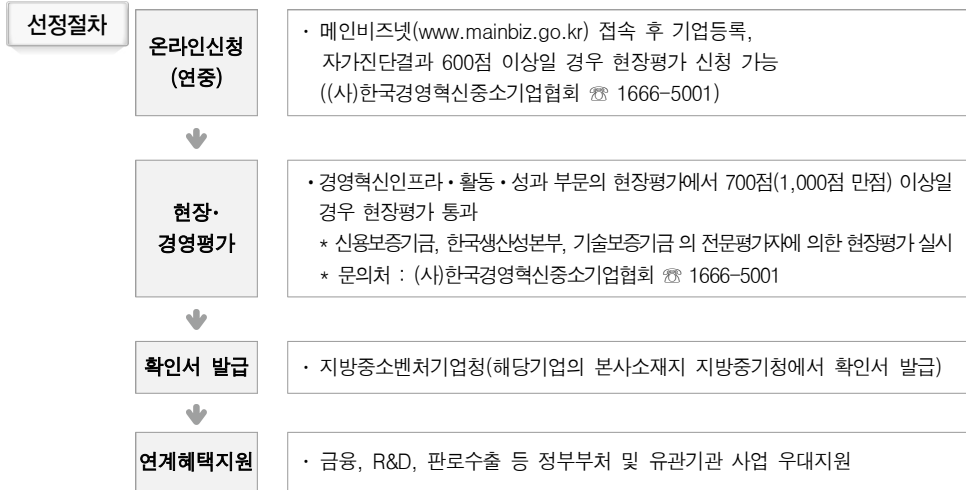 선정절차
온라인신청
(연중)
· 메인비즈넷(www.mainbiz.go.kr) 접속 후 기업등록,
자가진단결과 600점 이상일 경우 현장평가 신청 가능
((사)한국경영혁신중소기업협회 ☏ 1666-5001)
현장·
경영평가
·경영혁신인프라·활동·성과 부문의 현장평가에서 700점(1,000점 만점) 이상일
경우 현장평가 통과
* 신용보증기금, 한국생산성본부, 기술보증기금 의 전문평가자에 의한 현장평가 실시
* 문의처 : (사)한국경영혁신중소기업협회 ☏ 1666-5001
확인서 발급
· 지방중소벤처기업청(해당기업의 본사소재지 지방중기청에서 확인서 발급)
연계혜택지원
· 금융, R&D, 판로수출 등 정부부처 및 유관기관 사업 우대지원